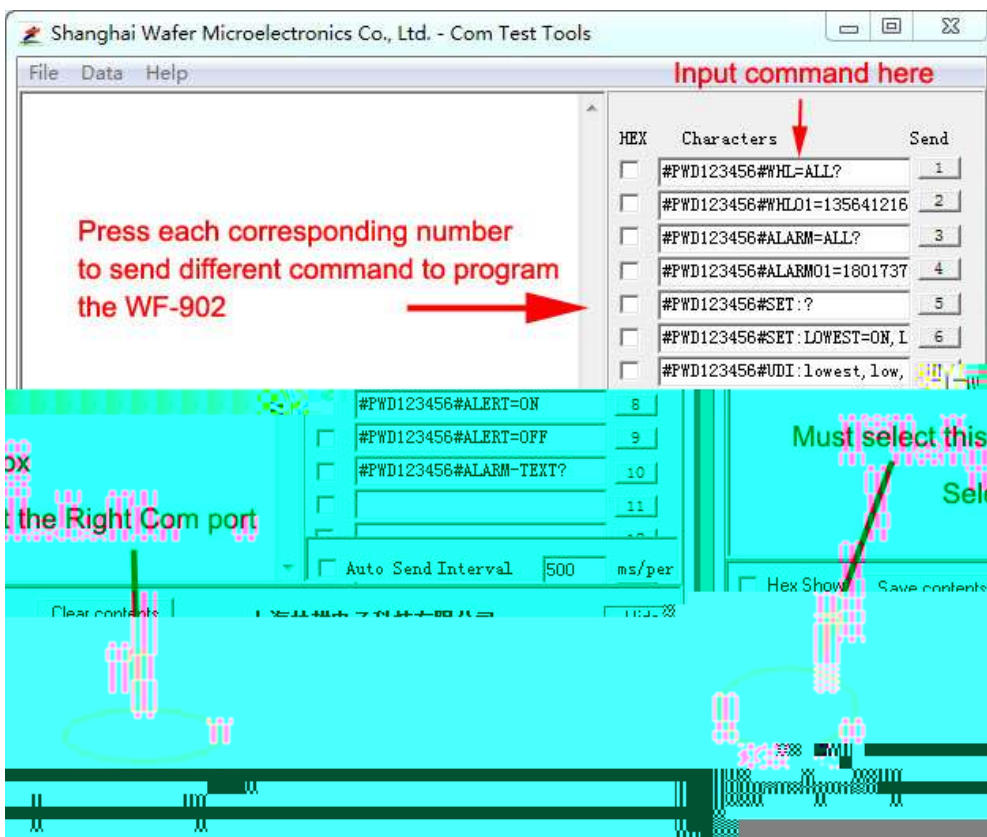 Shanghai Wafer Microelectronics Co., Ltd. - Com Test Tools
File Data Help
Input command here
HEX Characters Send
#PWD123456#WHL=ALL? 1
#PWD123456#WHL01=135641216 2
#PWD123456#ALARM=ALL? 3
#PWD123456#ALARM01=1801737 4
#PWD123456#SET:? 5
#PWD123456#SET:LOWEST=ON, L 6
#PWD123456#UDI:lowest, low,
Press each corresponding number
to send different command to program
the WF-902
#PWD123456#ALERT=ON 8
#PWD123456#ALERT=OFF 9
#PWD123456#ALARM-TEXT? 10
11
Must select this
ox
Sele
t the Right Com port
Auto Send Interval 500 ms/per
Hex Show Save contents
Clear contents